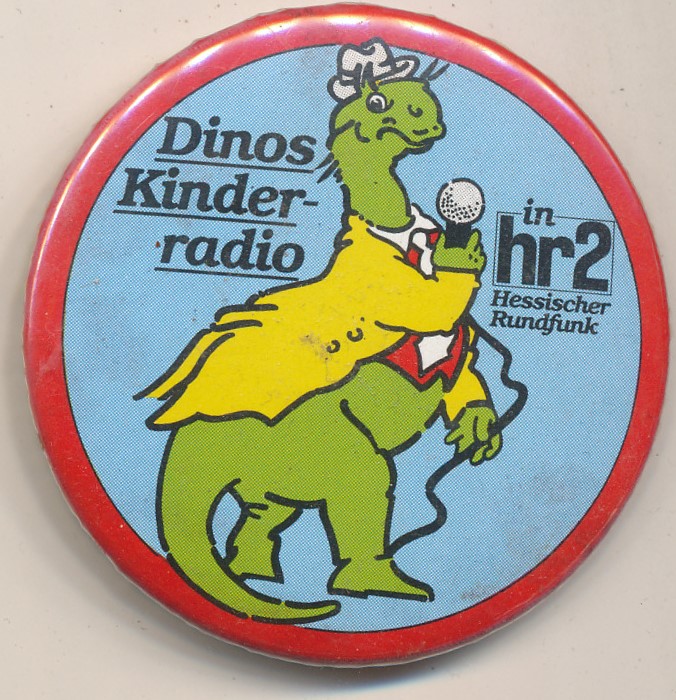 Dinos
Kinder-
radio
in
hr2
Hessischer
Rundfunk